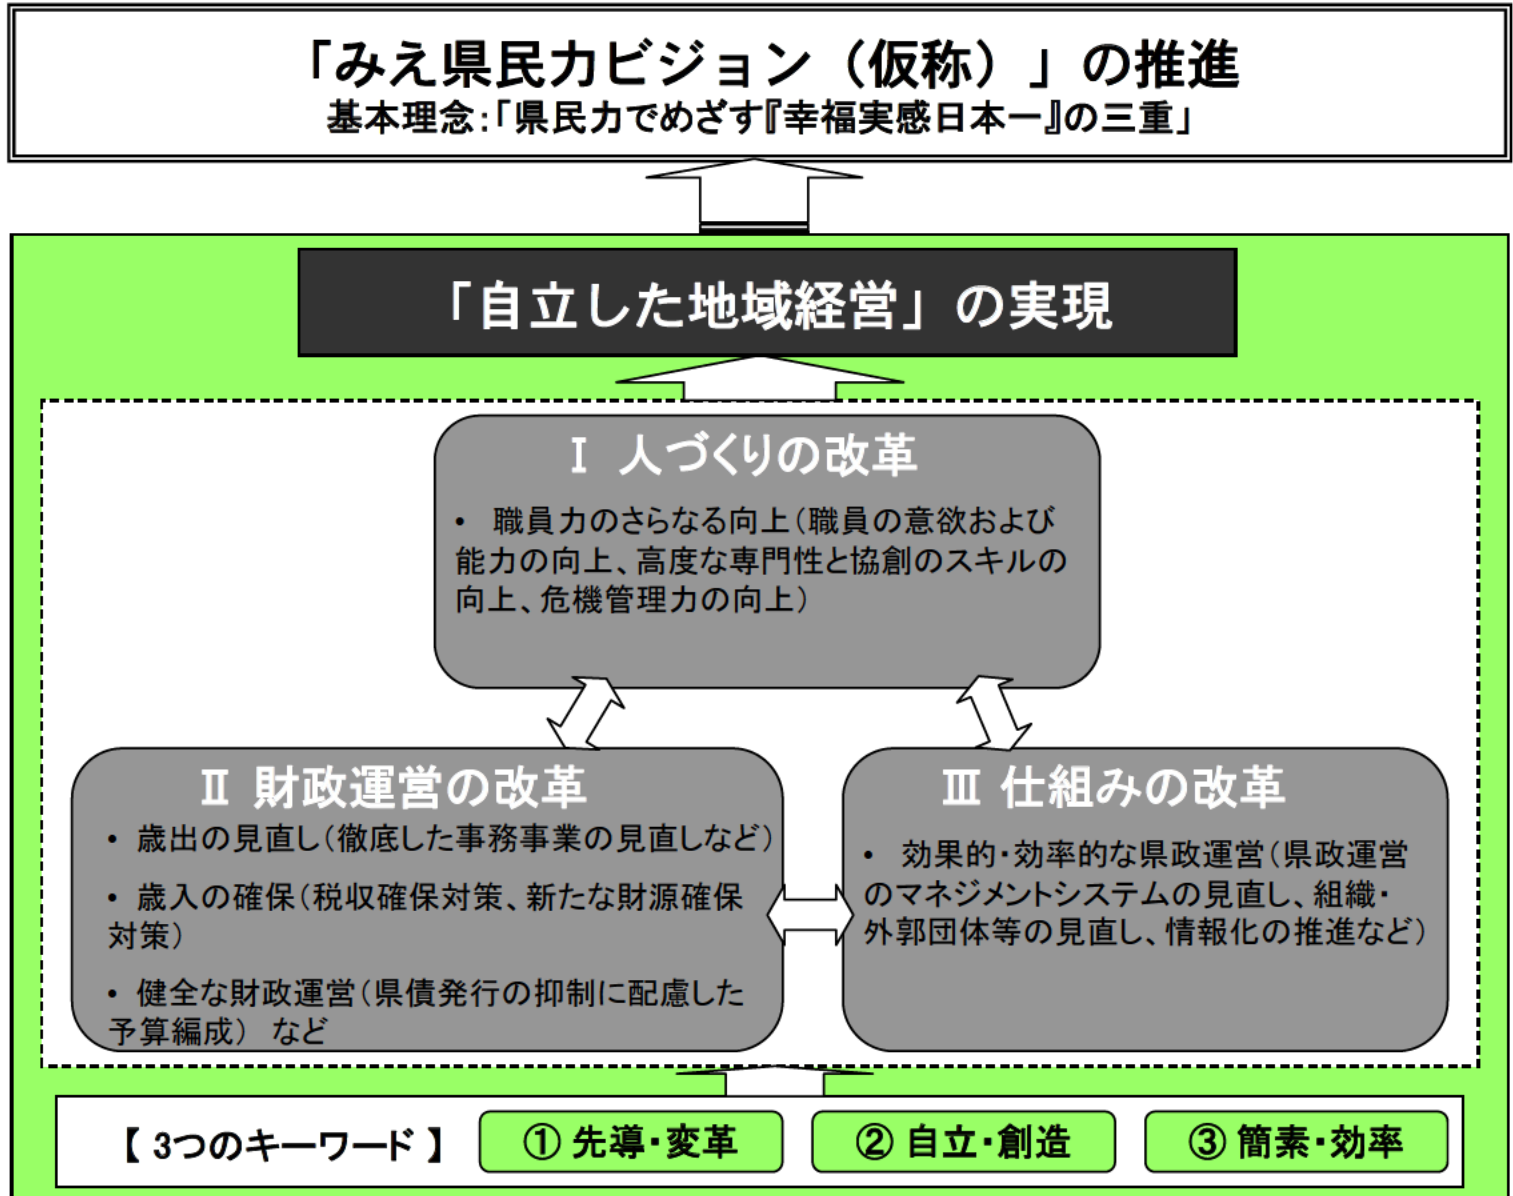 「みえ県民力ビジョン（仮称）」の推進
基本理念：「県民力でめざす『幸福実感日本一』の三重」
「自立した地域経営」の実現
Ⅰ 人づくりの改革
• 職員力のさらなる向上（職員の意欲および
能力の向上、高度な専門性と協創のスキルの
向上、危機管理力の向上）
Ⅱ 財政運営の改革
• 歳出の見直し（徹底した事務事業の見直しなど）
• 歳入の確保（税収確保対策、新たな財源確保
対策）
• 健全な財政運営（県債発行の抑制に配慮した
予算編成） など
Ⅲ 仕組みの改革
• 効果的・効率的な県政運営（県政運営
のマネジメントシステムの見直し、組織・
外郭団体等の見直し、情報化の推進など）
【 3つのキーワード 】 ① 先導・変革 ② 自立・創造 ③ 簡素・効率